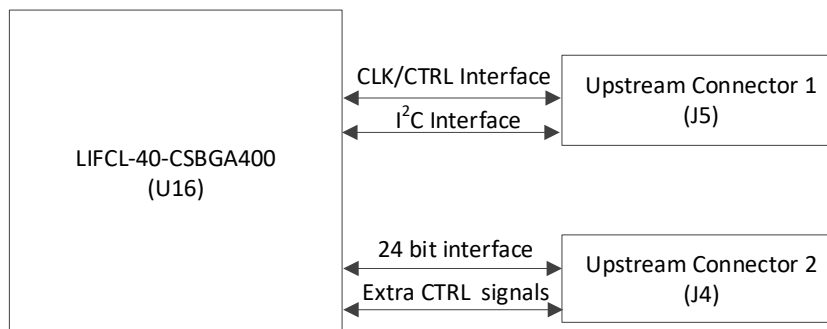 LIFCL-40-CSBGA400
(U16)
CLK/CTRL Interface
I²C Interface
Upstream Connector 1
(J5)
24 bit interface
Extra CTRL signals
Upstream Connector 2
(J4)